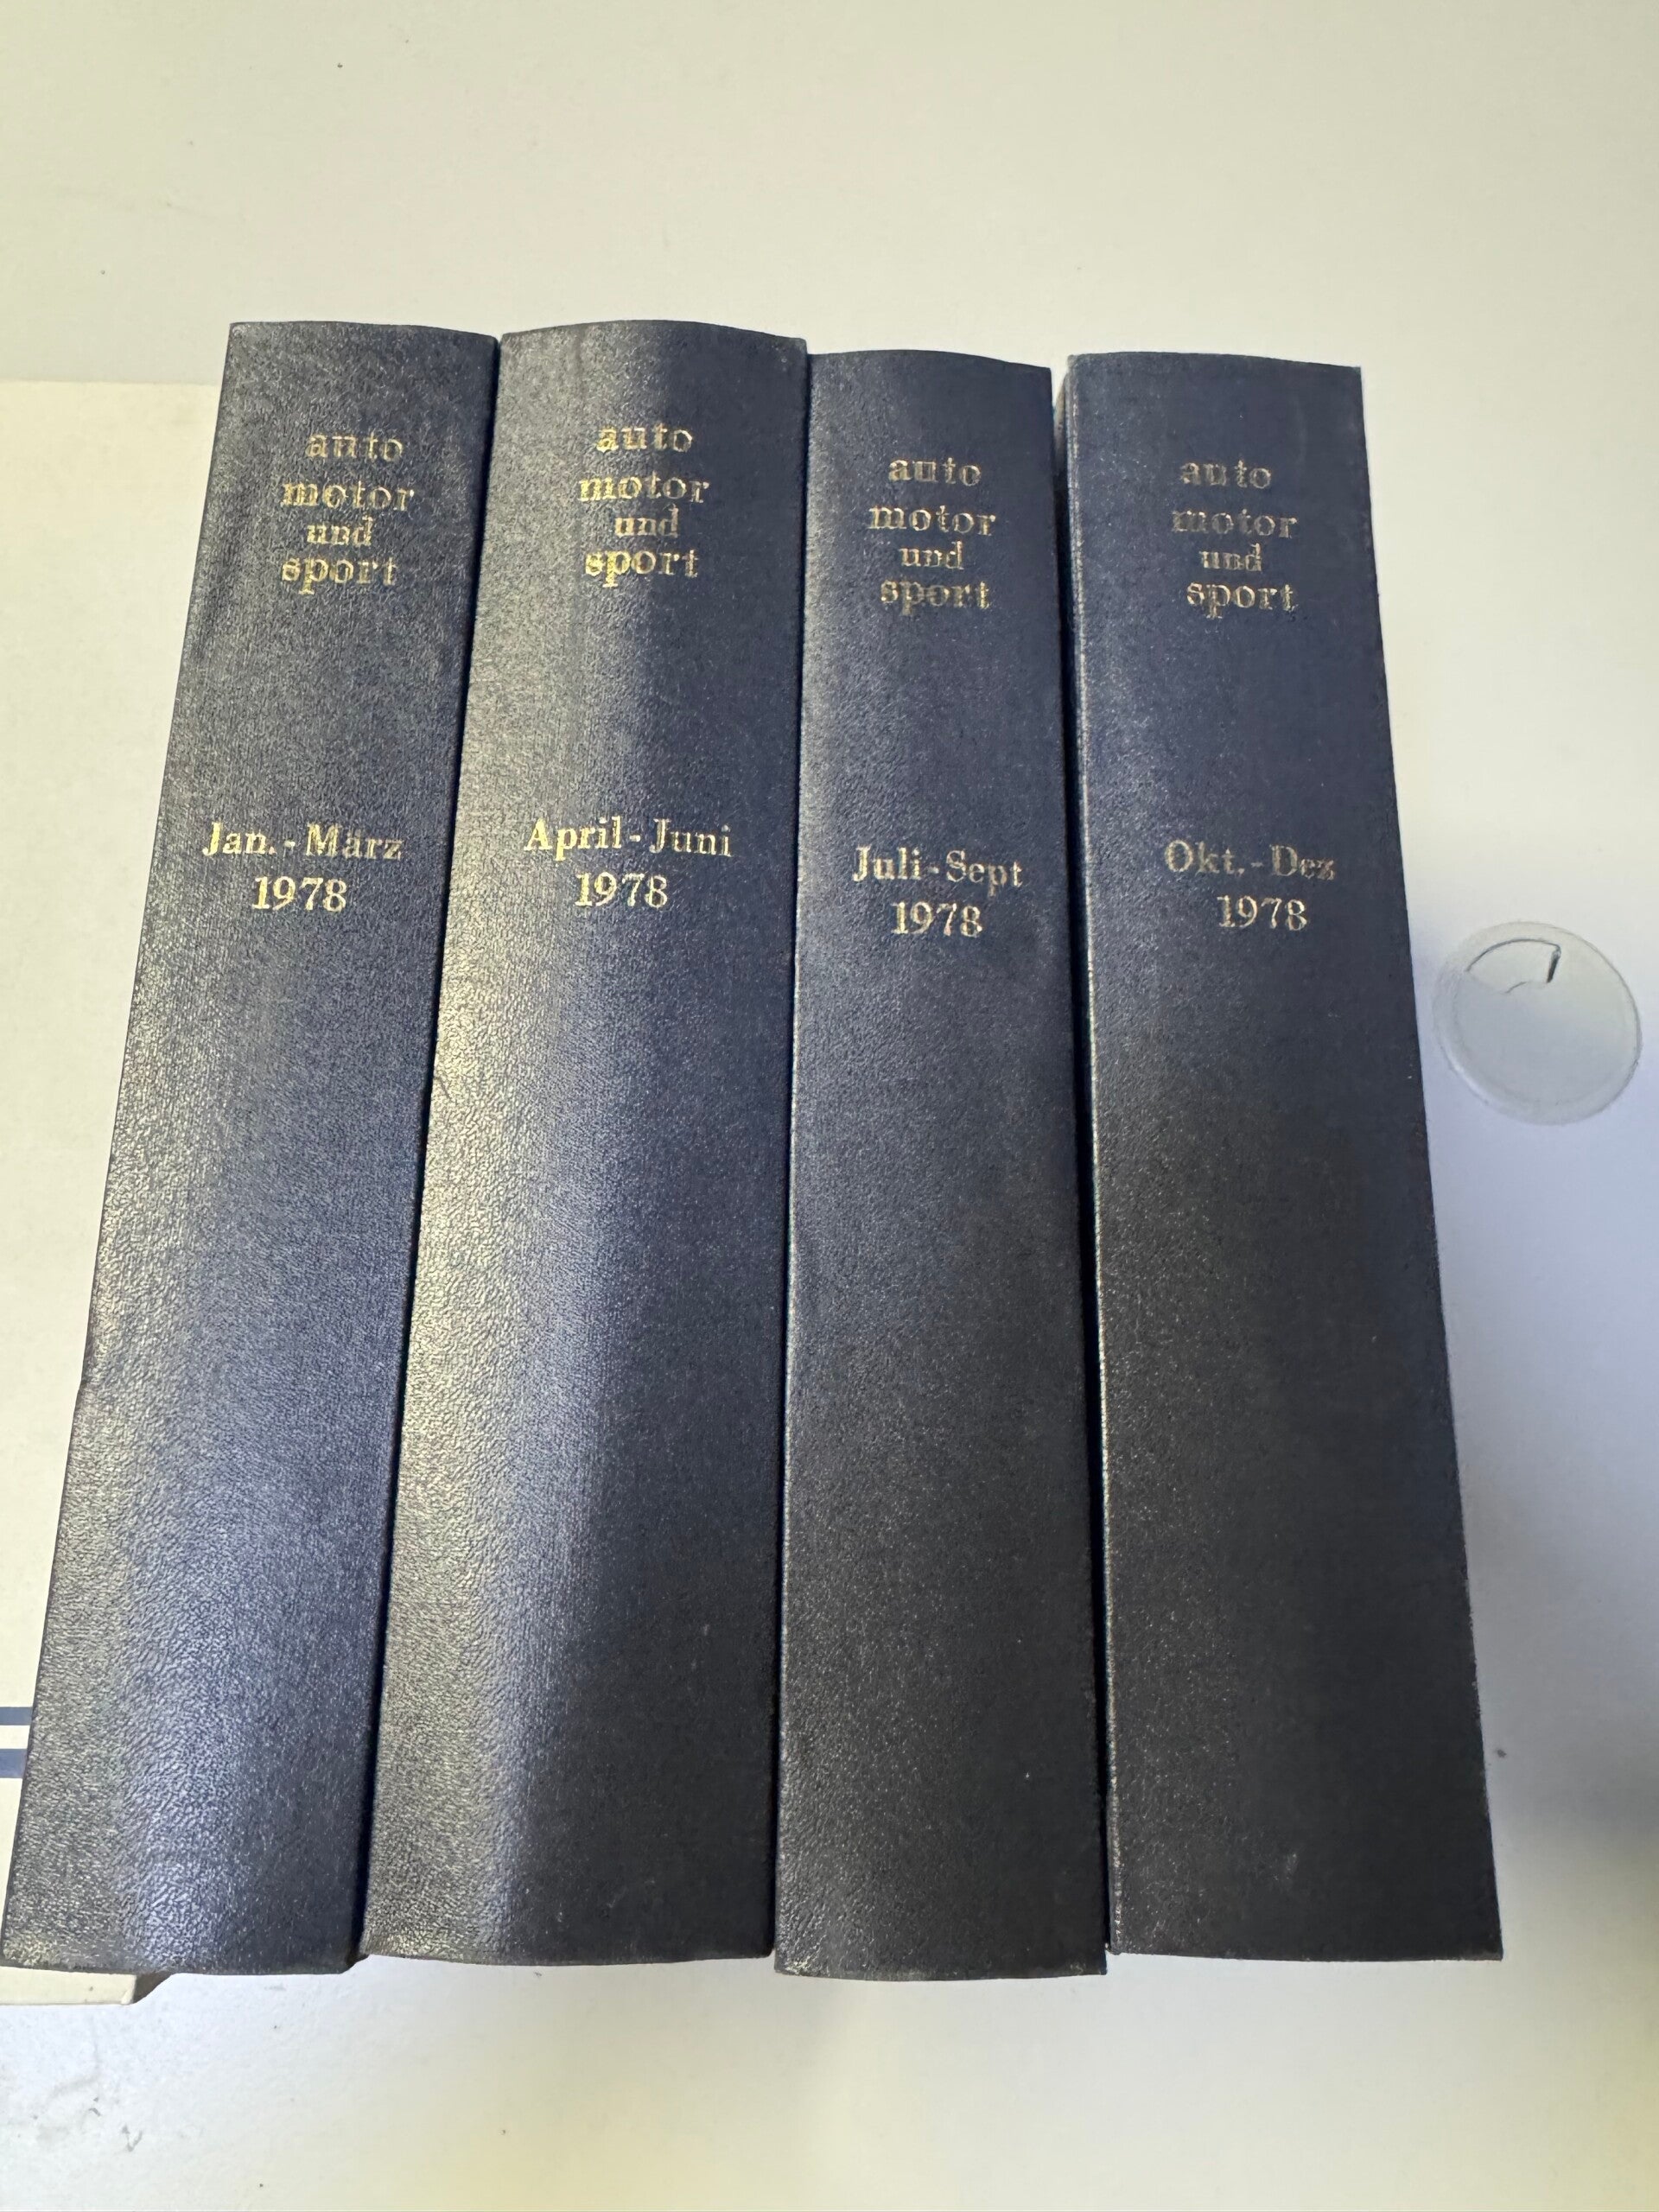 auto
motor
und
sport
Jan.-März
1978
auto
motor
und
sport
April-Juni
1978
auto
motor
und
sport
Juli-Sept
1978
auto
motor
und
sport
Okt.-Dez
1978